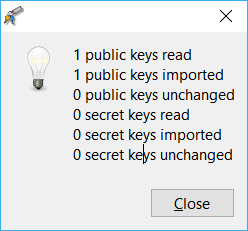 1 public keys read
1 public keys imported
0 public keys unchanged
0 secret keys read
0 secret keys imported
0 secret keys unchanged
Close